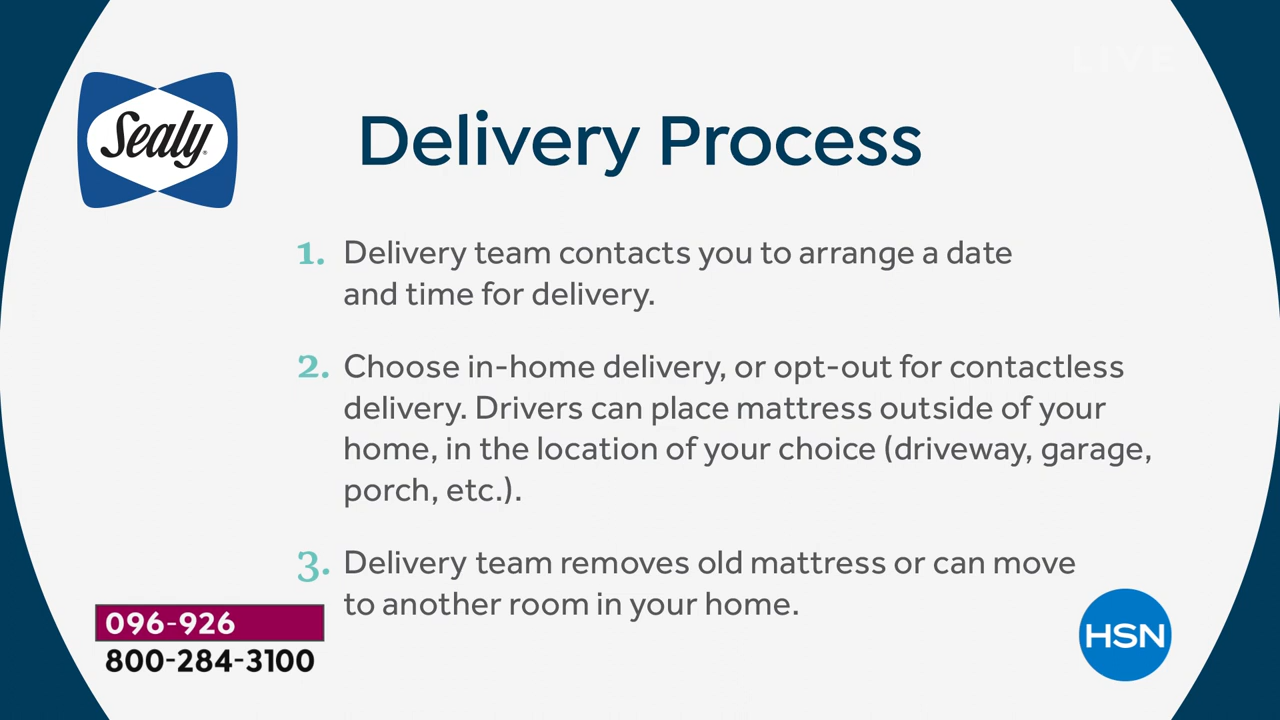 LIVE
Sealy
Delivery Process
1. Delivery team contacts you to arrange a date
and time for delivery.
2. Choose in-home delivery, or opt-out for contactless
delivery. Drivers can place mattress outside of your
home, in the location of your choice (driveway, garage,
porch, etc.).
3. Delivery team removes old mattress or can move
to another room in your home.
096-926
800-284-3100
HSN